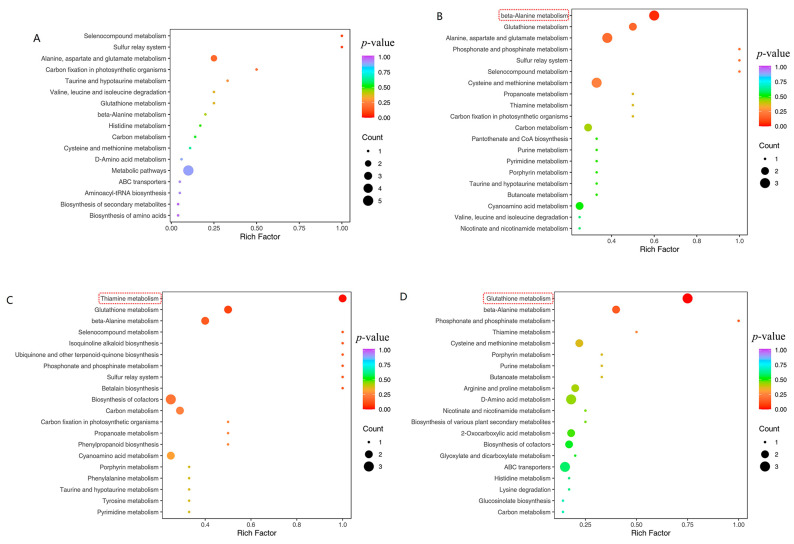 A
Selenocompound metabolism
Sulfur relay system
Alanine, aspartate and glutamate metabolism
Carbon fixation in photosynthetic organisms
Taurine and hypotaurine metabolism
Valine, leucine and isoleucine degradation
Glutathione metabolism
beta-Alanine metabolism
Histidine metabolism
Carbon metabolism
Cysteine and methionine metabolism
D-Amino acid metabolism
Metabolic pathways
ABC transporters
Aminoacyl-tRNA biosynthesis
Biosynthesis of secondary metabolites
Biosynthesis of amino acids
0.00 0.25 0.50 0.75 1.00
Rich Factor
p-value
1.00
0.75
0.50
0.25
0.00
Count
1
2
3
4
5
B
beta-Alanine metabolism
Glutathione metabolism
Alanine, aspartate and glutamate metabolism
Phosphonate and phosphinate metabolism
Sulfur relay system
Selenocompound metabolism
Cysteine and methionine metabolism
Propanoate metabolism
Thiamine metabolism
Carbon fixation in photosynthetic organisms
Carbon metabolism
Pantothenate and CoA biosynthesis
Purine metabolism
Pyrimidine metabolism
Porphyrin metabolism
Taurine and hypotaurine metabolism
Butanoate metabolism
Cyanoamino acid metabolism
Valine, leucine and isoleucine degradation
Nicotinate and nicotinamide metabolism
0.4 0.6 0.8 1.0
Rich Factor
p-value
1.00
0.75
0.50
0.25
0.00
Count
1
2
3
C
Thiamine metabolism
Glutathione metabolism
beta-Alanine metabolism
Selenocompound metabolism
Isoquinoline alkaloid biosynthesis
Ubiquinone and other terpenoid-quinone biosynthesis
Phosphonate and phosphinate metabolism
Sulfur relay system
Betalain biosynthesis
Biosynthesis of cofactors
Carbon metabolism
Carbon fixation in photosynthetic organisms
Propanoate metabolism
Phenylpropanoid biosynthesis
Cyanoamino acid metabolism
Porphyrin metabolism
Phenylalanine metabolism
Taurine and hypotaurine metabolism
Tyrosine metabolism
Pyrimidine metabolism
0.4 0.6 0.8 1.0
Rich Factor
p-value
1.00
0.75
0.50
0.25
0.00
Count
1
2
3
D
Glutathione metabolism
beta-Alanine metabolism
Phosphonate and phosphinate metabolism
Thiamine metabolism
Cysteine and methionine metabolism
Porphyrin metabolism
Purine metabolism
Butanoate metabolism
Arginine and proline metabolism
D-Amino acid metabolism
Nicotinate and nicotinamide metabolism
Biosynthesis of various plant secondary metabolites
2-Oxocarboxylic acid metabolism
Biosynthesis of cofactors
Glyoxylate and dicarboxylate metabolism
ABC transporters
Histidine metabolism
Lysine degradation
Glucosinolate biosynthesis
Carbon metabolism
0.25 0.50 0.75 1.00
Rich Factor
p-value
1.00
0.75
0.50
0.25
0.00
Count
1
2
3